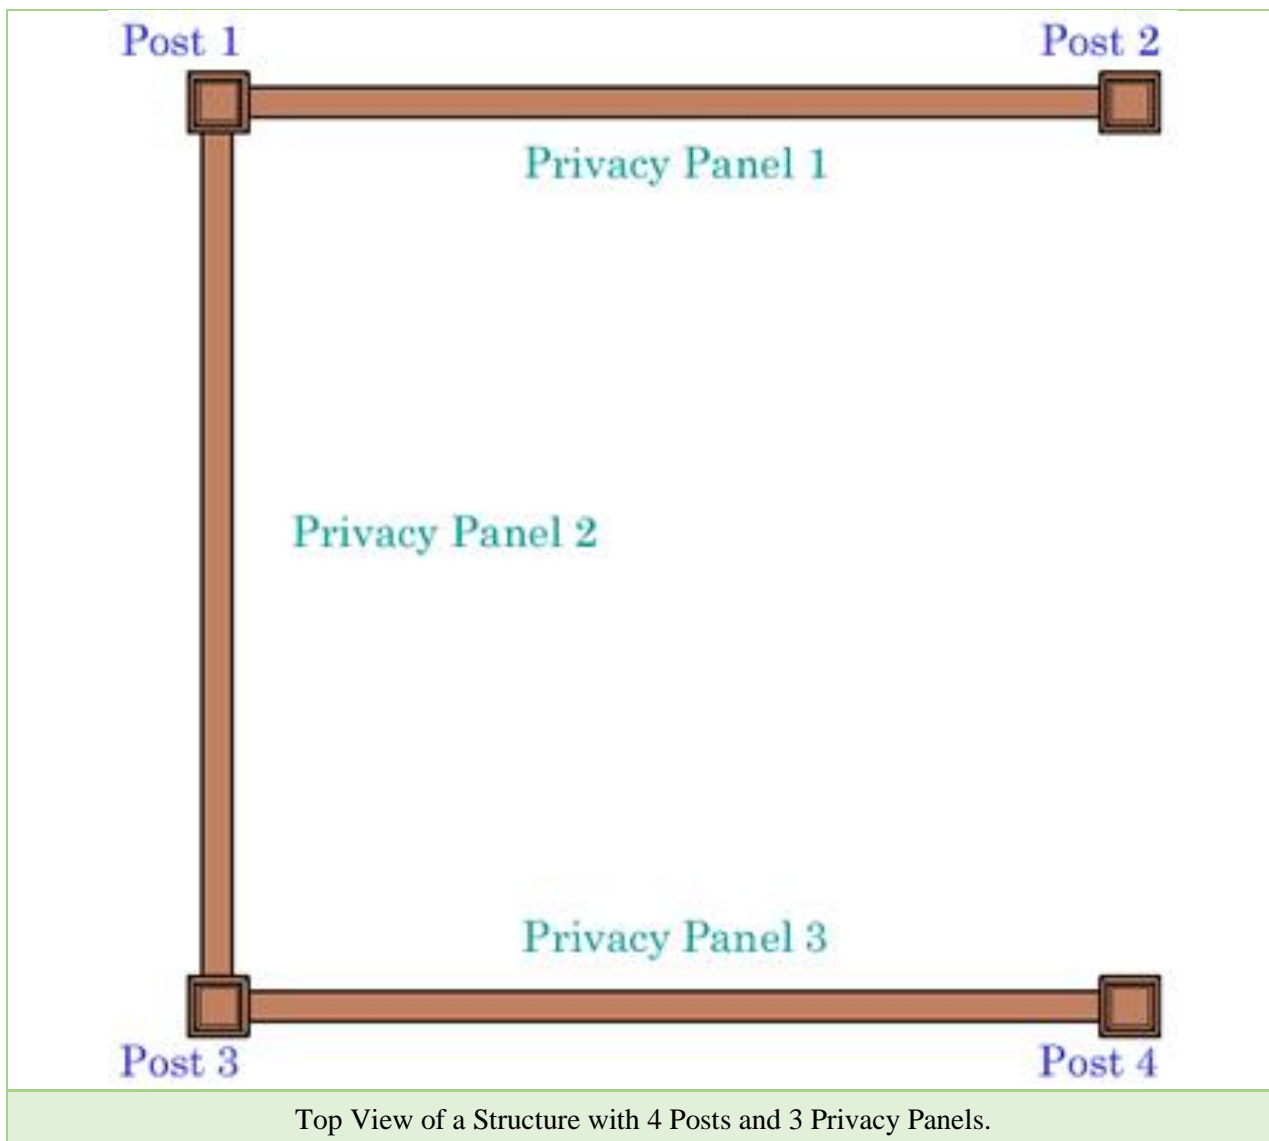 Post 1
Post 2
Privacy Panel 1
Privacy Panel 2
Privacy Panel 3
Post 3
Post 4
Top View of a Structure with 4 Posts and 3 Privacy Panels.